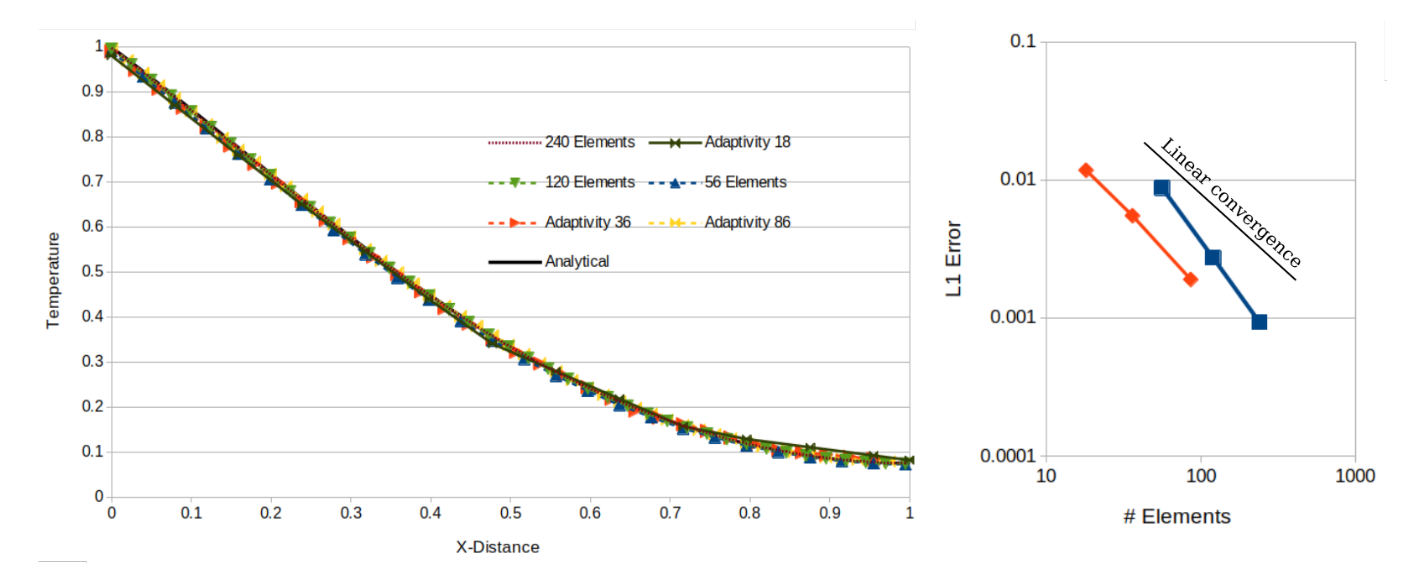 1
0.9
0.8
0.7
0.6
0.5
0.4
0.3
0.2
0.1
0
Temperature
240 Elements Adaptivity 18
120 Elements 56 Elements
Adaptivity 36 Adaptivity 86
Analytical
0 0.1 0.2 0.3 0.4 0.5 0.6 0.7 0.8 0.9 1
X-Distance
0.1
0.01
0.001
0.0001
L1 Error
Linear convergence
10 100 1000
# Elements